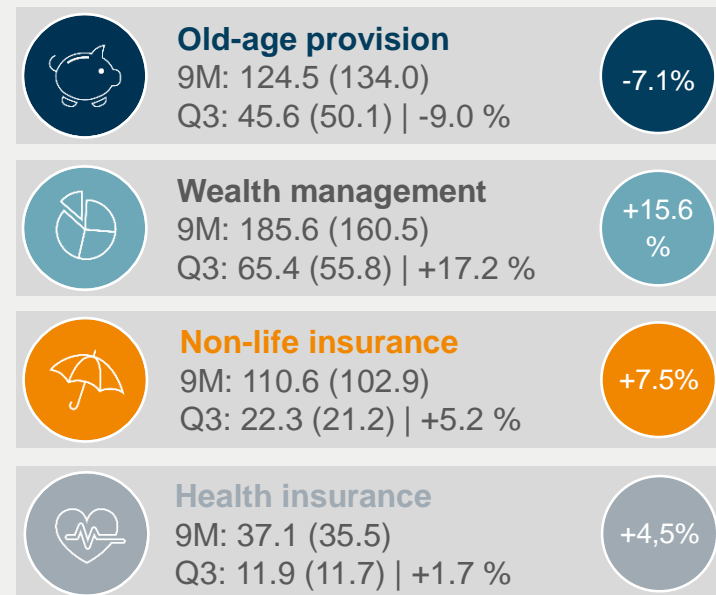 Old-age provision
9M: 124.5 (134.0)
Q3: 45.6 (50.1) | -9.0 %
-7.1%
Wealth management
9M: 185.6 (160.5)
Q3: 65.4 (55.8) | +17.2 %
+15.6
%
Non-life insurance
9M: 110.6 (102.9)
Q3: 22.3 (21.2) | +5.2 %
+7.5%
Health insurance
9M: 37.1 (35.5)
Q3: 11.9 (11.7) | +1.7 %
+4,5%